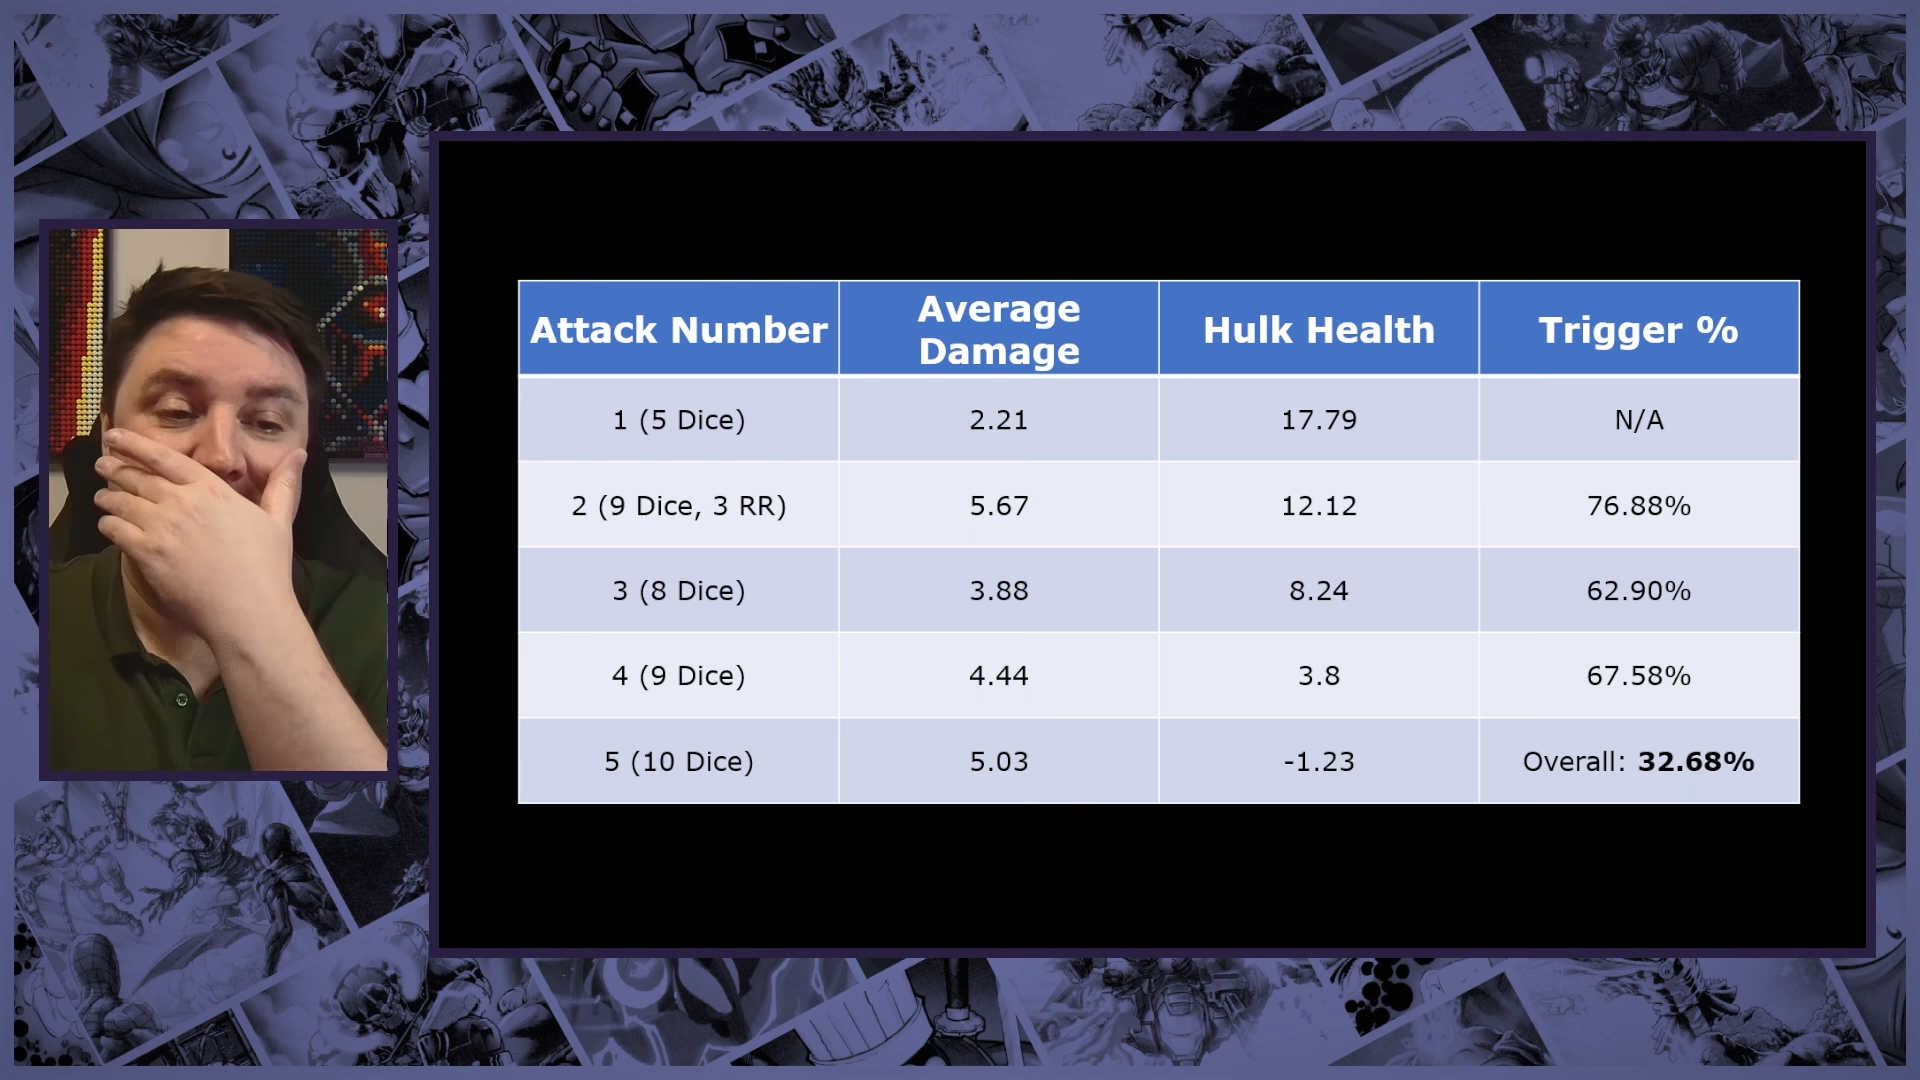 Attack Number
Average
Damage
Hulk Health
Trigger %
1 (5 Dice)
2.21
17.79
N/A
2 (9 Dice, 3 RR)
5.67
12.12
76.88%
3 (8 Dice)
3.88
8.24
62.90%
4 (9 Dice)
4.44
3.8
67.58%
5 (10 Dice)
5.03
-1.23
Overall: 32.68%